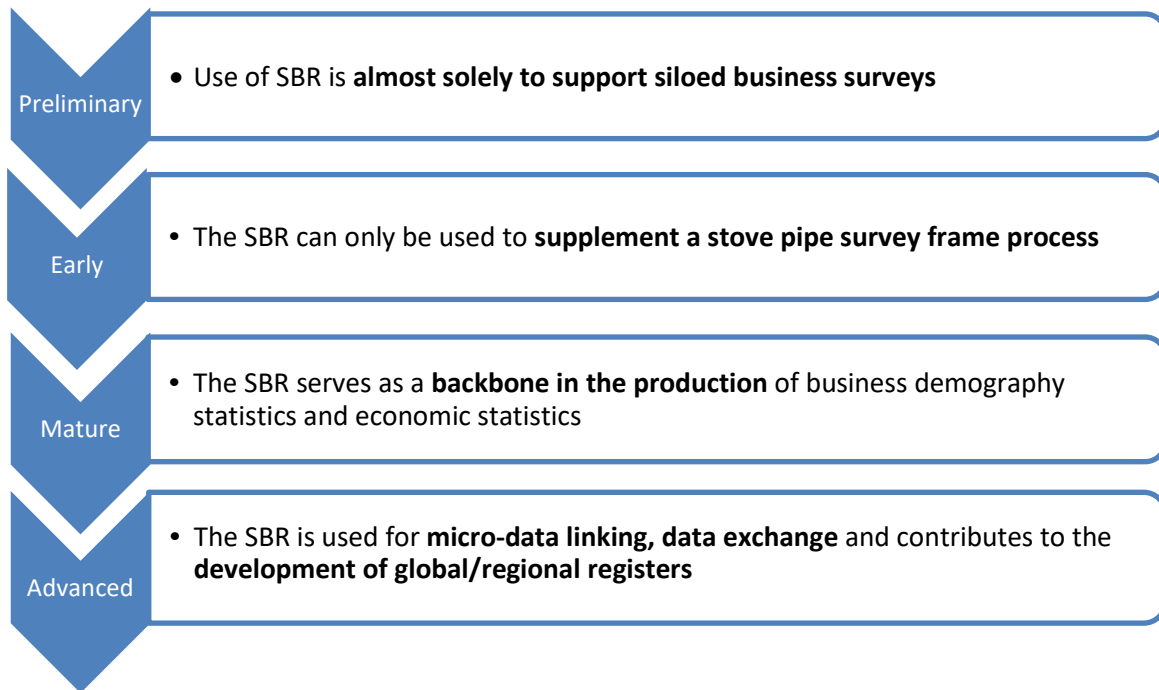 Preliminary
• Use of SBR is almost solely to support siloed business surveys
Early
• The SBR can only be used to supplement a stove pipe survey frame process
Mature
• The SBR serves as a backbone in the production of business demography
statistics and economic statistics
Advanced
• The SBR is used for micro-data linking, data exchange and contributes to the
development of global/regional registers